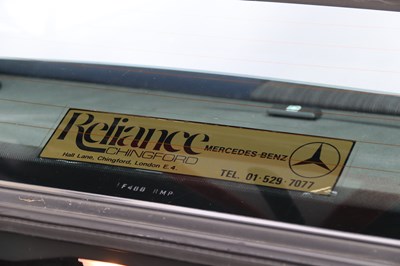 Reliance
CHINGFORD
MERCEDES-BENZ
Hall Lane, Chingford, London E.4.
TEL. 01-529-7077